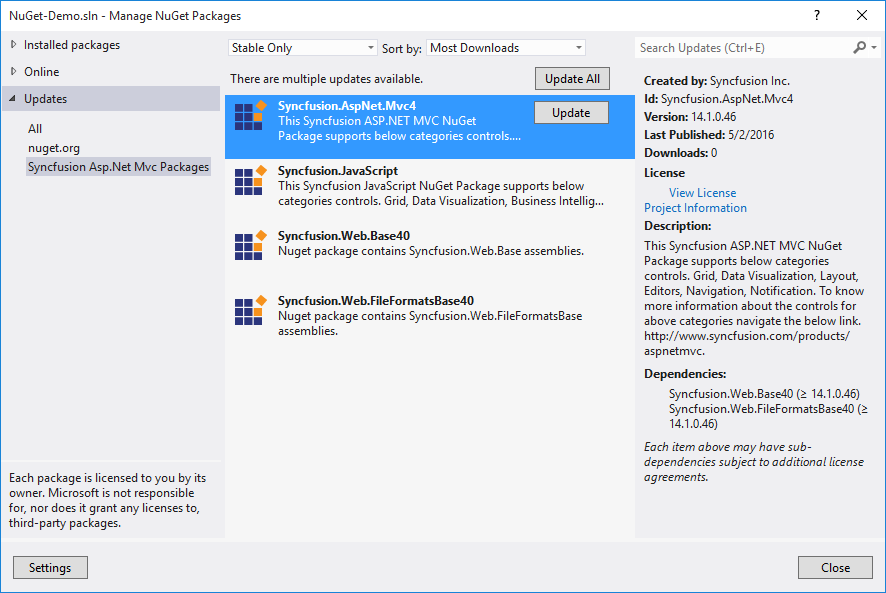 NuGet-Demo.sln - Manage NuGet Packages
?
Installed packages
Online
Updates
All
nuget.org
Syncfusion Asp.Net Mvc Packages
Each package is licensed to you by its
owner. Microsoft is not responsible
for, nor does it grant any licenses to,
third-party packages.
Settings
Stable Only
Sort by: Most Downloads
There are multiple updates available.
Update All
Syncfusion.AspNet.Mvc4
This Syncfusion ASP.NET MVC NuGet
Package supports below categories controls....
Update
Syncfusion.JavaScript
This Syncfusion JavaScript NuGet Package supports below
categories controls. Grid, Data Visualization, Business Intellig...
Syncfusion.Web.Base40
Nuget package contains Syncfusion.Web.Base assemblies.
Syncfusion.Web.FileFormatsBase40
Nuget package contains Syncfusion.Web.FileFormatsBase
assemblies.
Search Updates (Ctrl+E)
Created by: Syncfusion Inc.
Id: Syncfusion.AspNet.Mvc4
Version: 14.1.0.46
Last Published: 5/2/2016
Downloads: 0
License
View License
Project Information
Description:
This Syncfusion ASP.NET MVC NuGet
Package supports below categories
controls. Grid, Data Visualization, Layout,
Editors, Navigation, Notification. To know
more information about the controls for
above categories navigate the below link.
http://www.syncfusion.com/products/
aspnetmvc.
Dependencies:
Syncfusion.Web.Base40 (≥ 14.1.0.46)
Syncfusion.Web.FileFormatsBase40 (≥
14.1.0.46)
Each item above may have sub-
dependencies subject to additional license
agreements.
Close